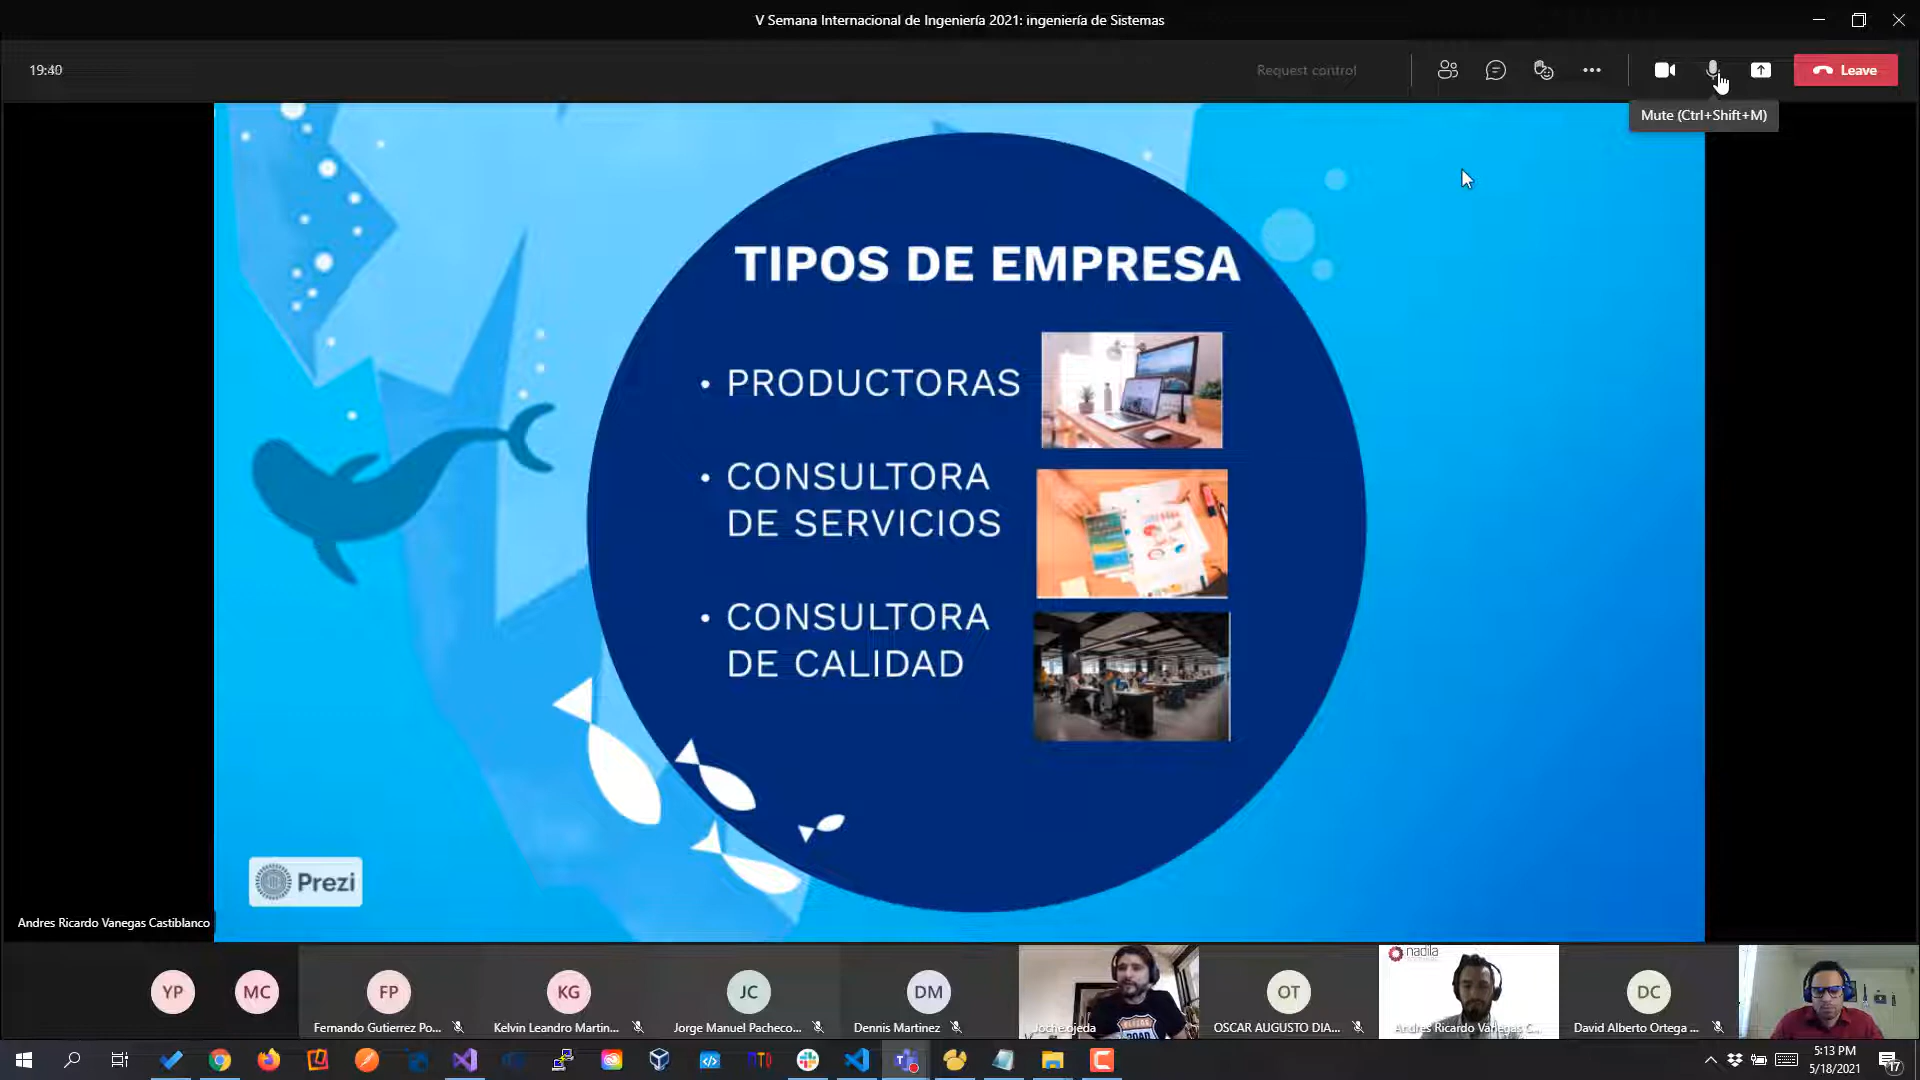 V Semana Internacional de Ingeniería 2021: ingeniería de Sistemas
19:40
Request control
Leave
Mute (Ctrl+Shift+M)
TIPOS DE EMPRESA
• PRODUCTORAS
• CONSULTORA
DE SERVICIOS
• CONSULTORA
DE CALIDAD
Prezi
Andres Ricardo Vanegas Castiblanco
YP
MC
FP
KG
JC
DM
OT
nadila
DC
Fernando Gutierrez Po...
Kelvin Leandro Martin...
Jorge Manuel Pacheco...
Dennis Martinez
Joche ojeda
OSCAR AUGUSTO DIA...
Andres Ricardo Vanegas C...
David Alberto Ortega ...
5:13 PM
5/18/2021
17